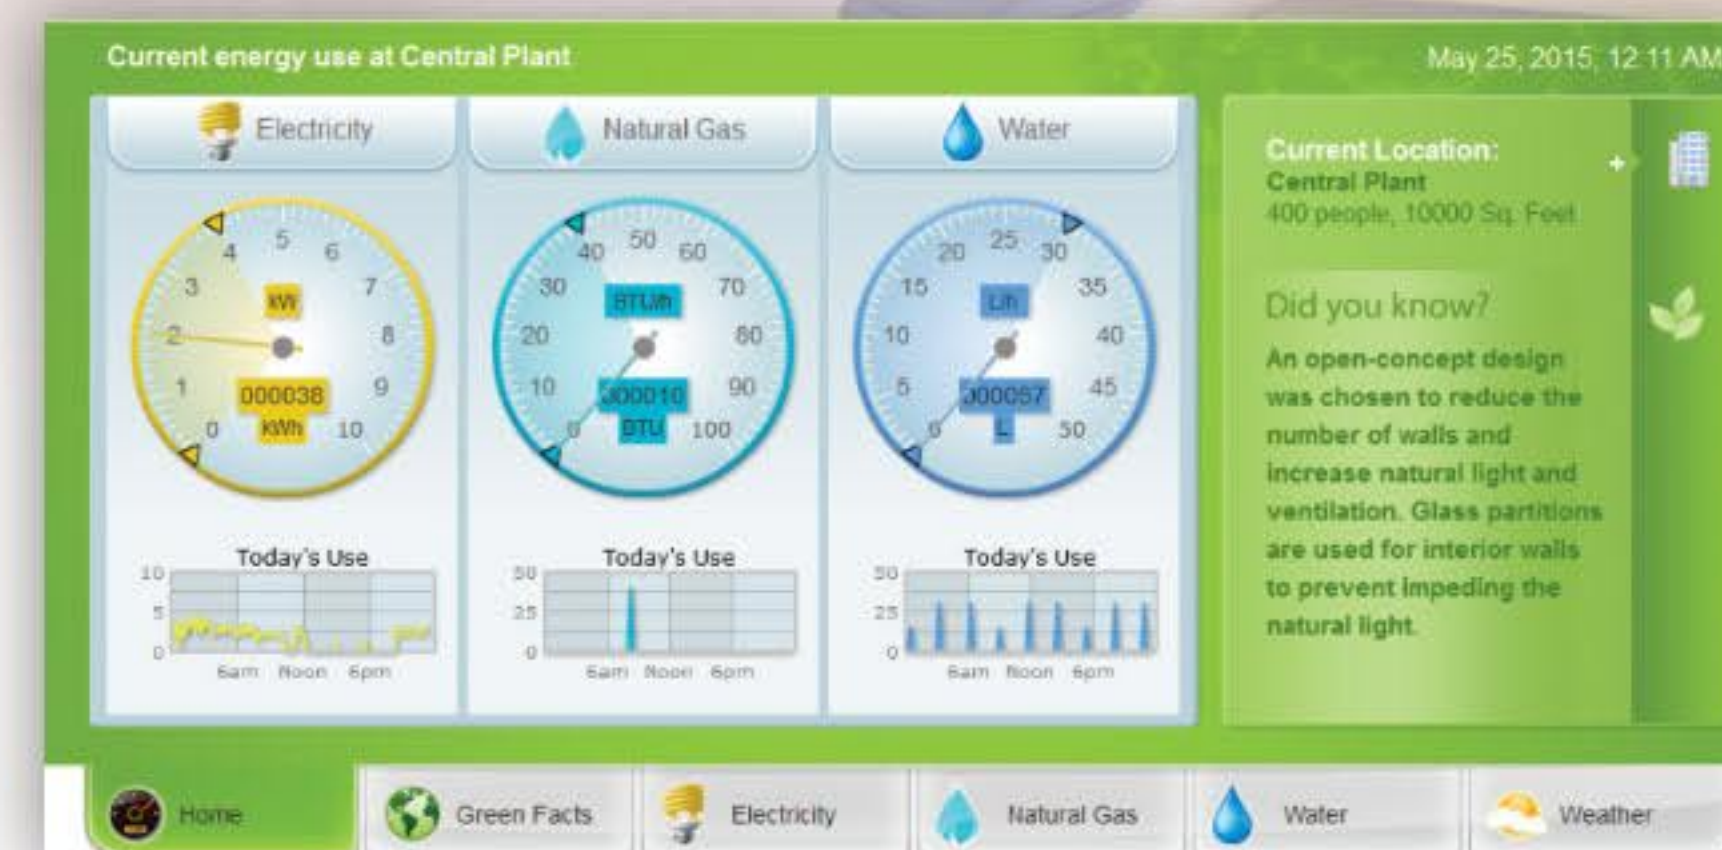 Current energy use at Central Plant
May 25, 2015, 12:11 AM
Electricity
Natural Gas
Water
0 1 2 3 4 5 6 7 8 9 10
kW
000038
kWh
0 10 20 30 40 50 60 70 80 90 100
BTU/h
000010
BTU
0 5 10 15 20 25 30 35 40 45 50
L/h
000057
L
Today's Use
10
5
0
6am Noon 6pm
Today's Use
50
25
0
6am Noon 6pm
Today's Use
50
25
0
6am Noon 6pm
Current Location:
Central Plant
400 people, 10000 Sq. Feet
Did you know?
An open-concept design
was chosen to reduce the
number of walls and
increase natural light and
ventilation. Glass partitions
are used for interior walls
to prevent impeding the
natural light.
Home
Green Facts
Electricity
Natural Gas
Water
Weather